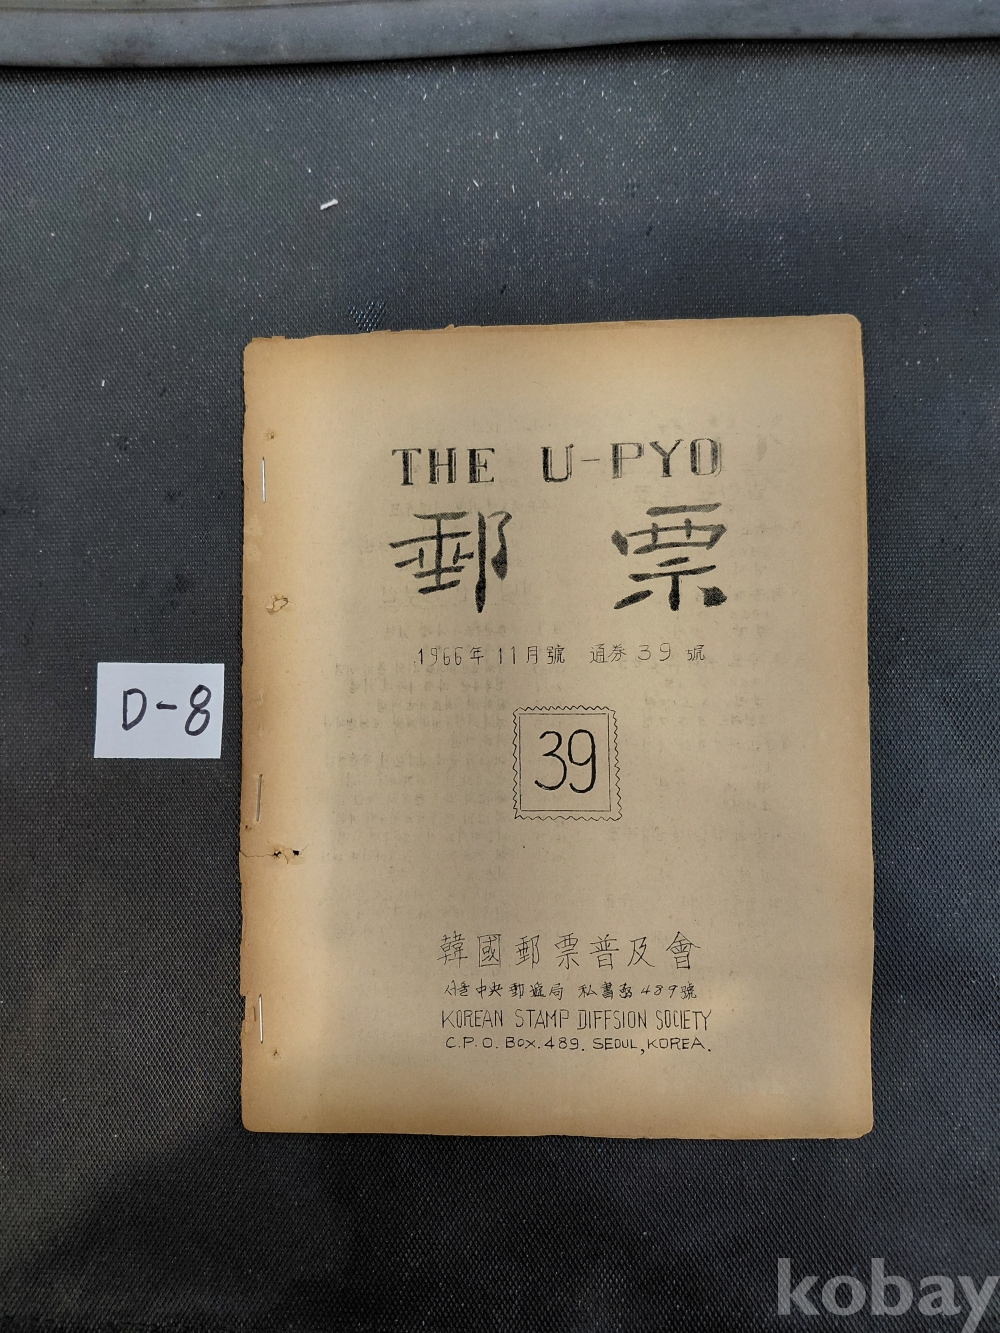 THE U-PYO
郵票
1966年 11月號 通券 39 號
D-8
39
韓國郵票普及會
서울中央郵遞局 私書函 489號
KOREAN STAMP DIFFSION SOCIETY
C.P.O. BOX. 489. SEOUL, KOREA.
kobay